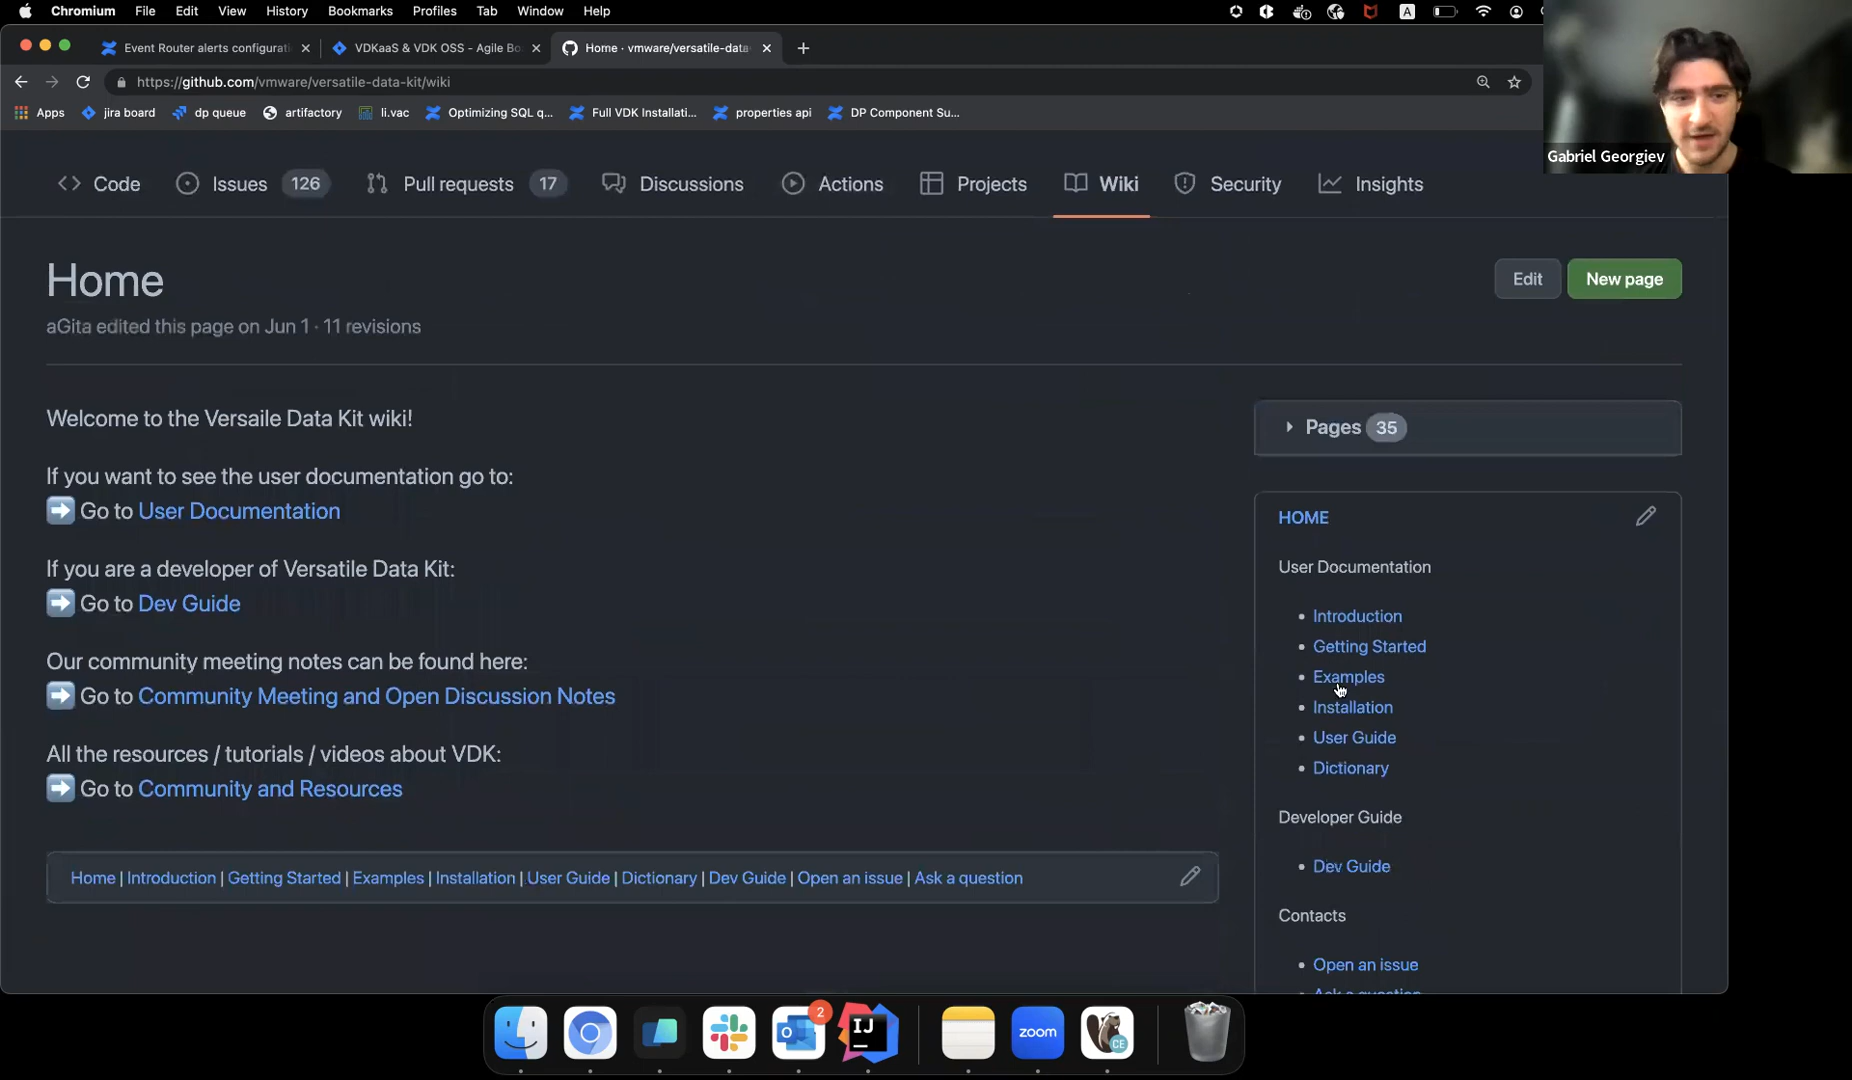 Chromium File Edit View History Bookmarks Profiles Tab Window Help
A
Event Router alerts configurati
VDKaaS & VDK OSS - Agile Bo
Home · vmware/versatile-data
https://github.com/vmware/versatile-data-kit/wiki
Apps jira board dp queue artifactory li.vac Optimizing SQL q... Full VDK Installati... properties api DP Component Su...
Gabriel Georgiev
Code Issues 126 Pull requests 17 Discussions Actions Projects Wiki Security Insights
Home
Edit New page
aGita edited this page on Jun 1 · 11 revisions
Welcome to the Versaile Data Kit wiki!
If you want to see the user documentation go to:
Go to User Documentation
If you are a developer of Versatile Data Kit:
Go to Dev Guide
Our community meeting notes can be found here:
Go to Community Meeting and Open Discussion Notes
All the resources / tutorials / videos about VDK:
Go to Community and Resources
Home | Introduction | Getting Started | Examples | Installation | User Guide | Dictionary | Dev Guide | Open an issue | Ask a question
Pages 35
HOME
User Documentation
• Introduction
• Getting Started
• Examples
• Installation
• User Guide
• Dictionary
Developer Guide
• Dev Guide
Contacts
• Open an issue
• Ask a question
2
IJ
zoom
CE